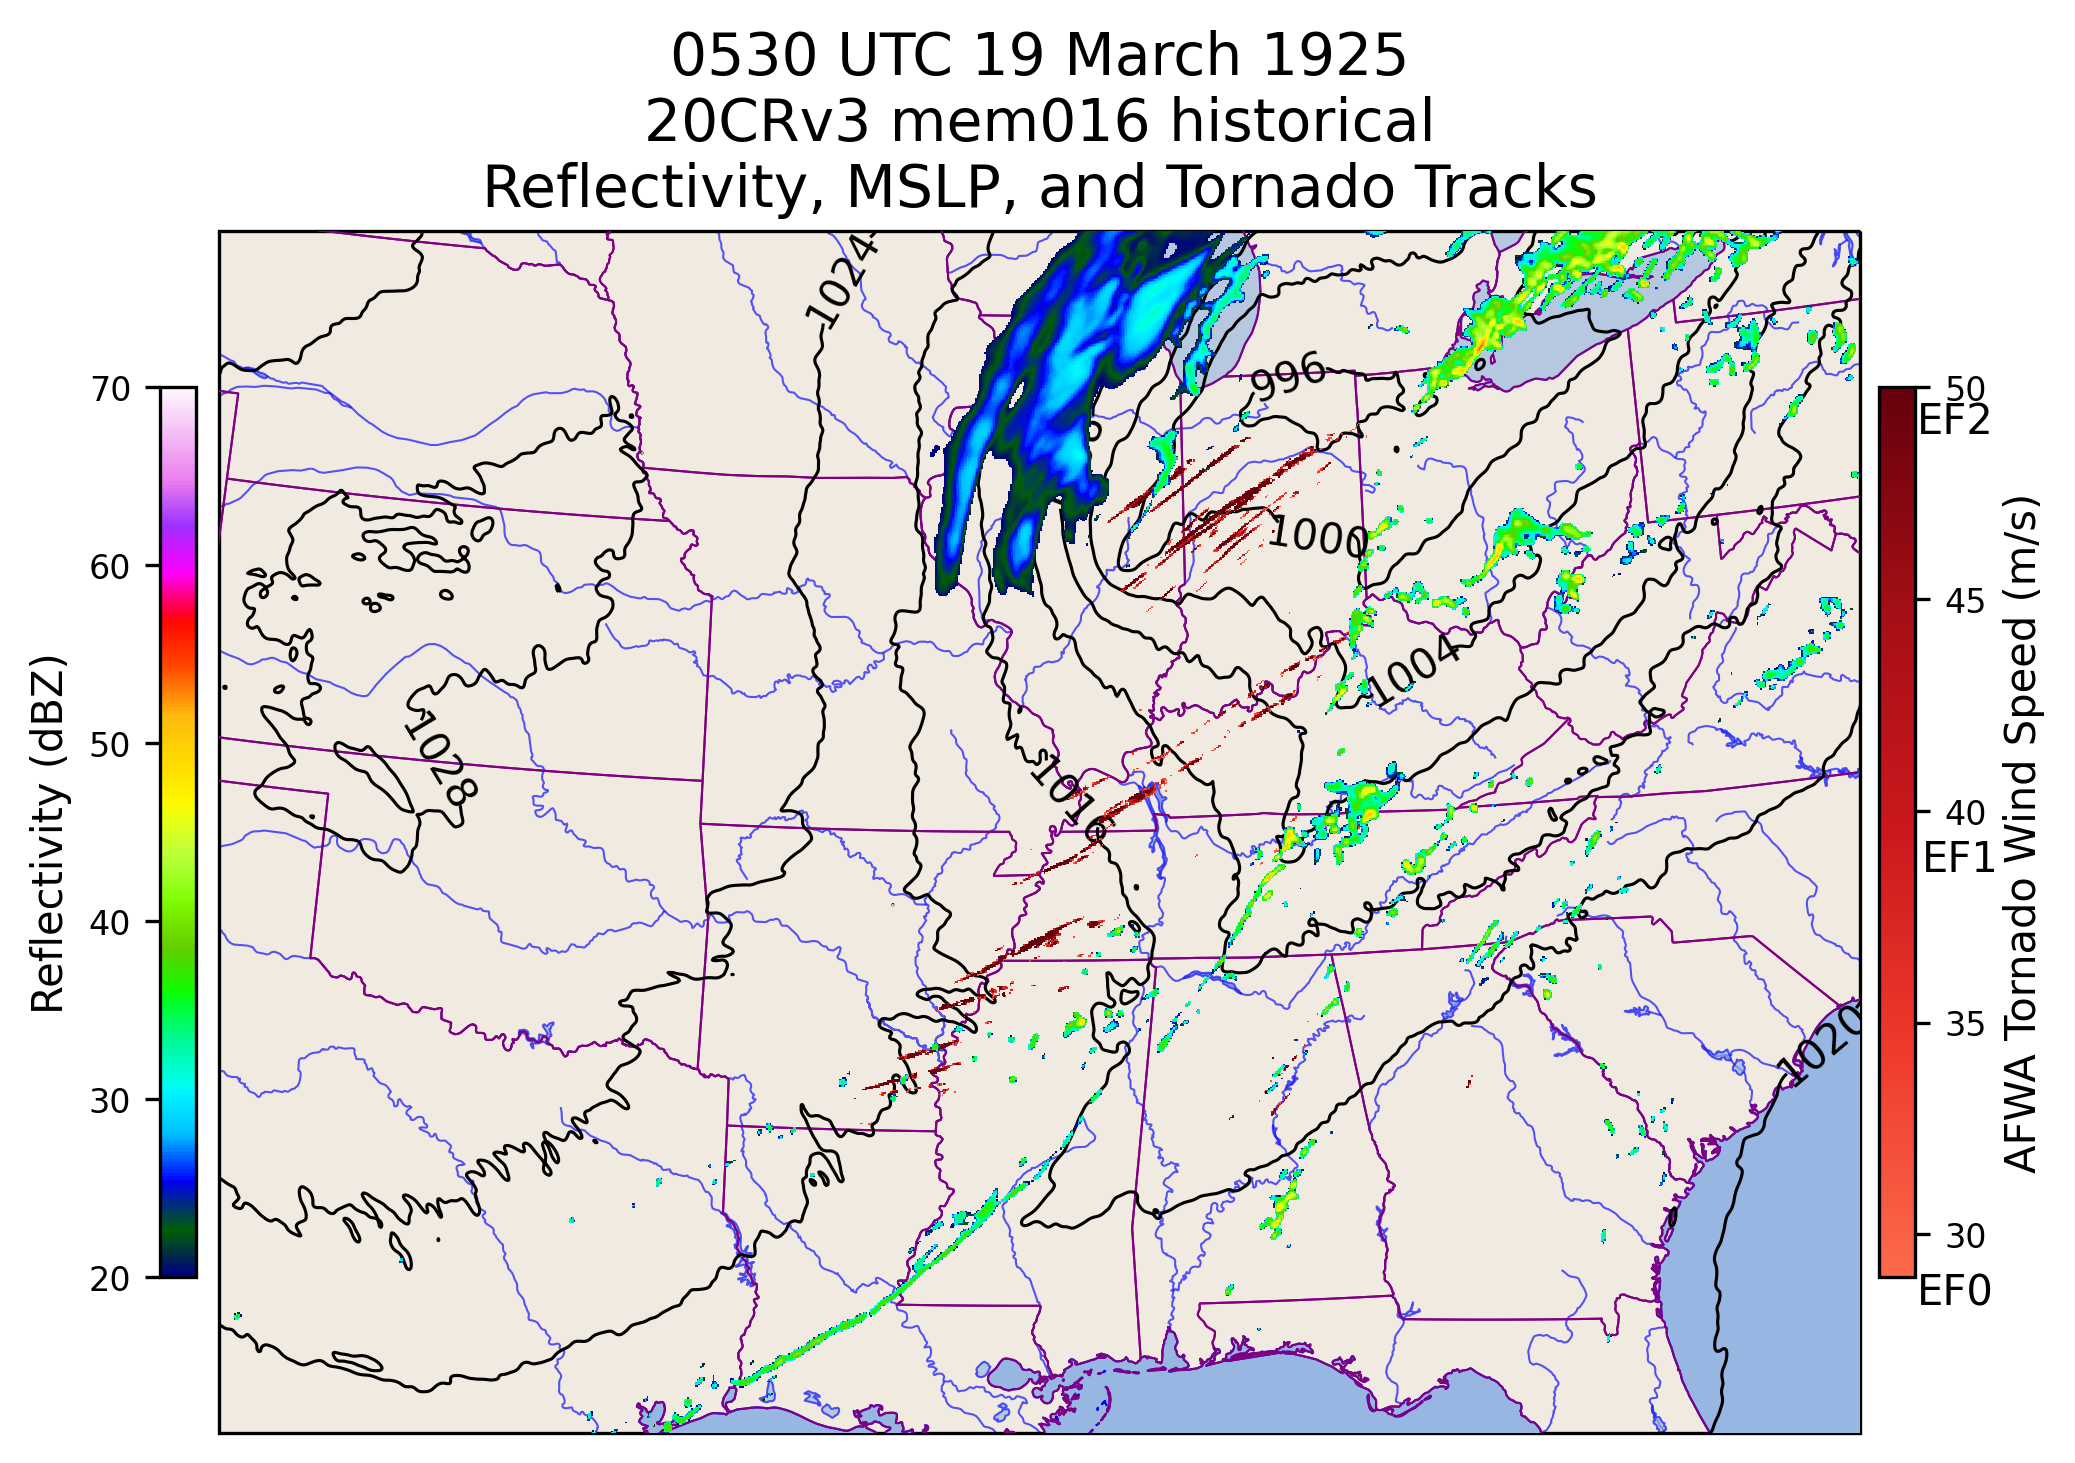 0530 UTC 19 March 1925
20CRv3 mem016 historical
Reflectivity, MSLP, and Tornado Tracks
1024
996
1000
1004
1028
1016
1020
Reflectivity (dBZ)
70
60
50
40
30
20
50
EF2
45
40
EF1
35
30
EF0
AFWA Tornado Wind Speed (m/s)